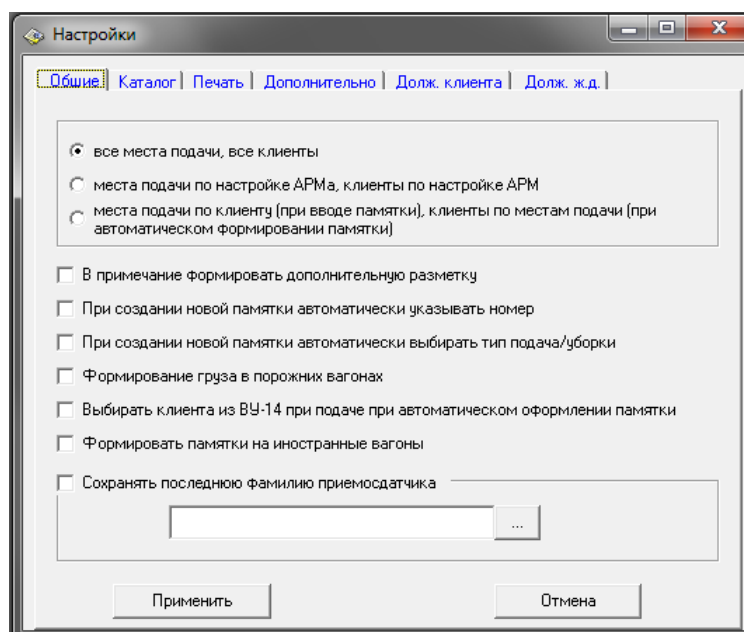 Настройки
Общие
Каталог
Печать
Дополнительно
Долж. клиента
Долж. ж.д.
все места подачи, все клиенты
места подачи по настройке АРМа, клиенты по настройке АРМ
места подачи по клиенту (при вводе памятки), клиенты по местам подачи (при
автоматическом формировании памятки)
В примечание формировать дополнительную разметку
При создании новой памятки автоматически указывать номер
При создании новой памятки автоматически выбирать тип подача/уборки
Формирование груза в порожних вагонах
Выбирать клиента из ВУ-14 при подаче при автоматическом оформлении памятки
Формировать памятки на иностранные вагоны
Сохранять последнюю фамилию приемосдатчика
...
Применить
Отмена